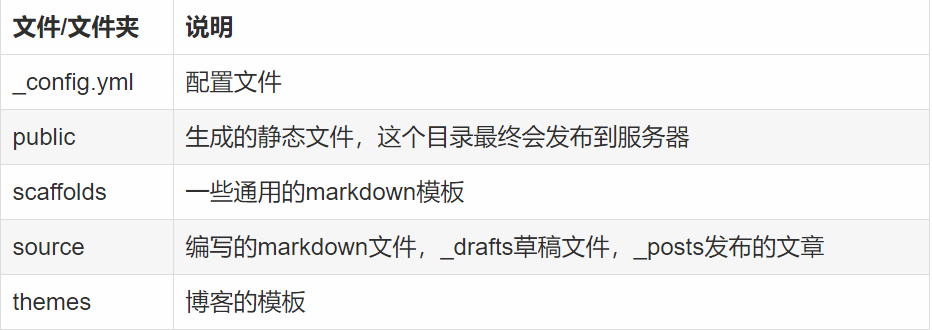 文件/文件夹 说明
_config.yml 配置文件
public 生成的静态文件，这个目录最终会发布到服务器
scaffolds 一些通用的markdown模板
source 编写的markdown文件，_drafts草稿文件，_posts发布的文章
themes 博客的模板